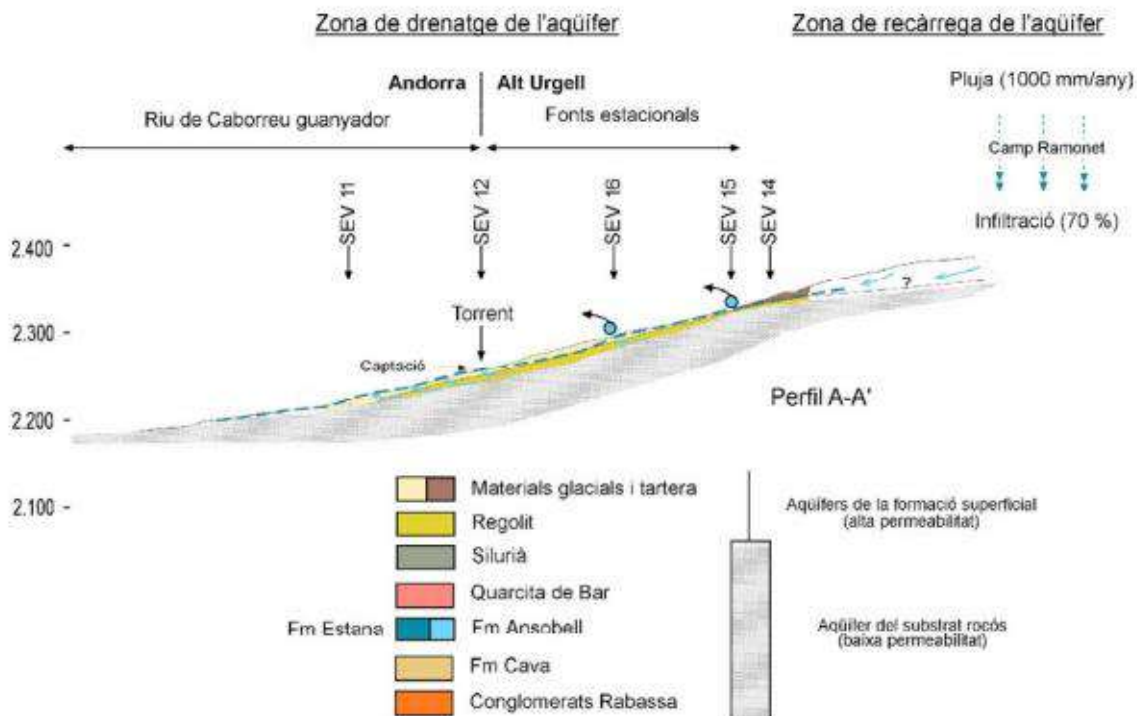 Zona de drenatge de l'aqüífer
Zona de recàrrega de l'aqüífer
Andorra
Alt Urgell
Pluja (1000 mm/any)
Riu de Caborreu guanyador
Fonts estacionals
Camp Ramonet
Infiltració (70 %)
SEV 11
SEV 12
SEV 16
SEV 15
SEV 14
2.400
2.300
2.200
2.100
?
Torrent
Captació
Perfil A-A'
Materials glacials i tartera
Regolit
Silurià
Quarcita de Bar
Fm Estana
Fm Ansobell
Fm Cava
Conglomerats Rabassa
Aqüífers de la formació superficial
(alta permeabilitat)
Aqüífer del substrat rocós
(baixa permeabilitat)